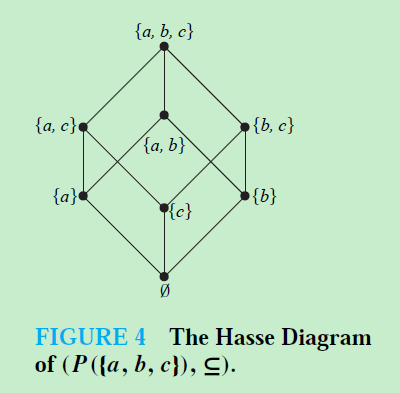 {a, b, c}
{a, c}
{b, c}
{a, b}
{a}
{c}
{b}
∅
FIGURE 4 The Hasse Diagram
of (P({a, b, c}), ⊆).